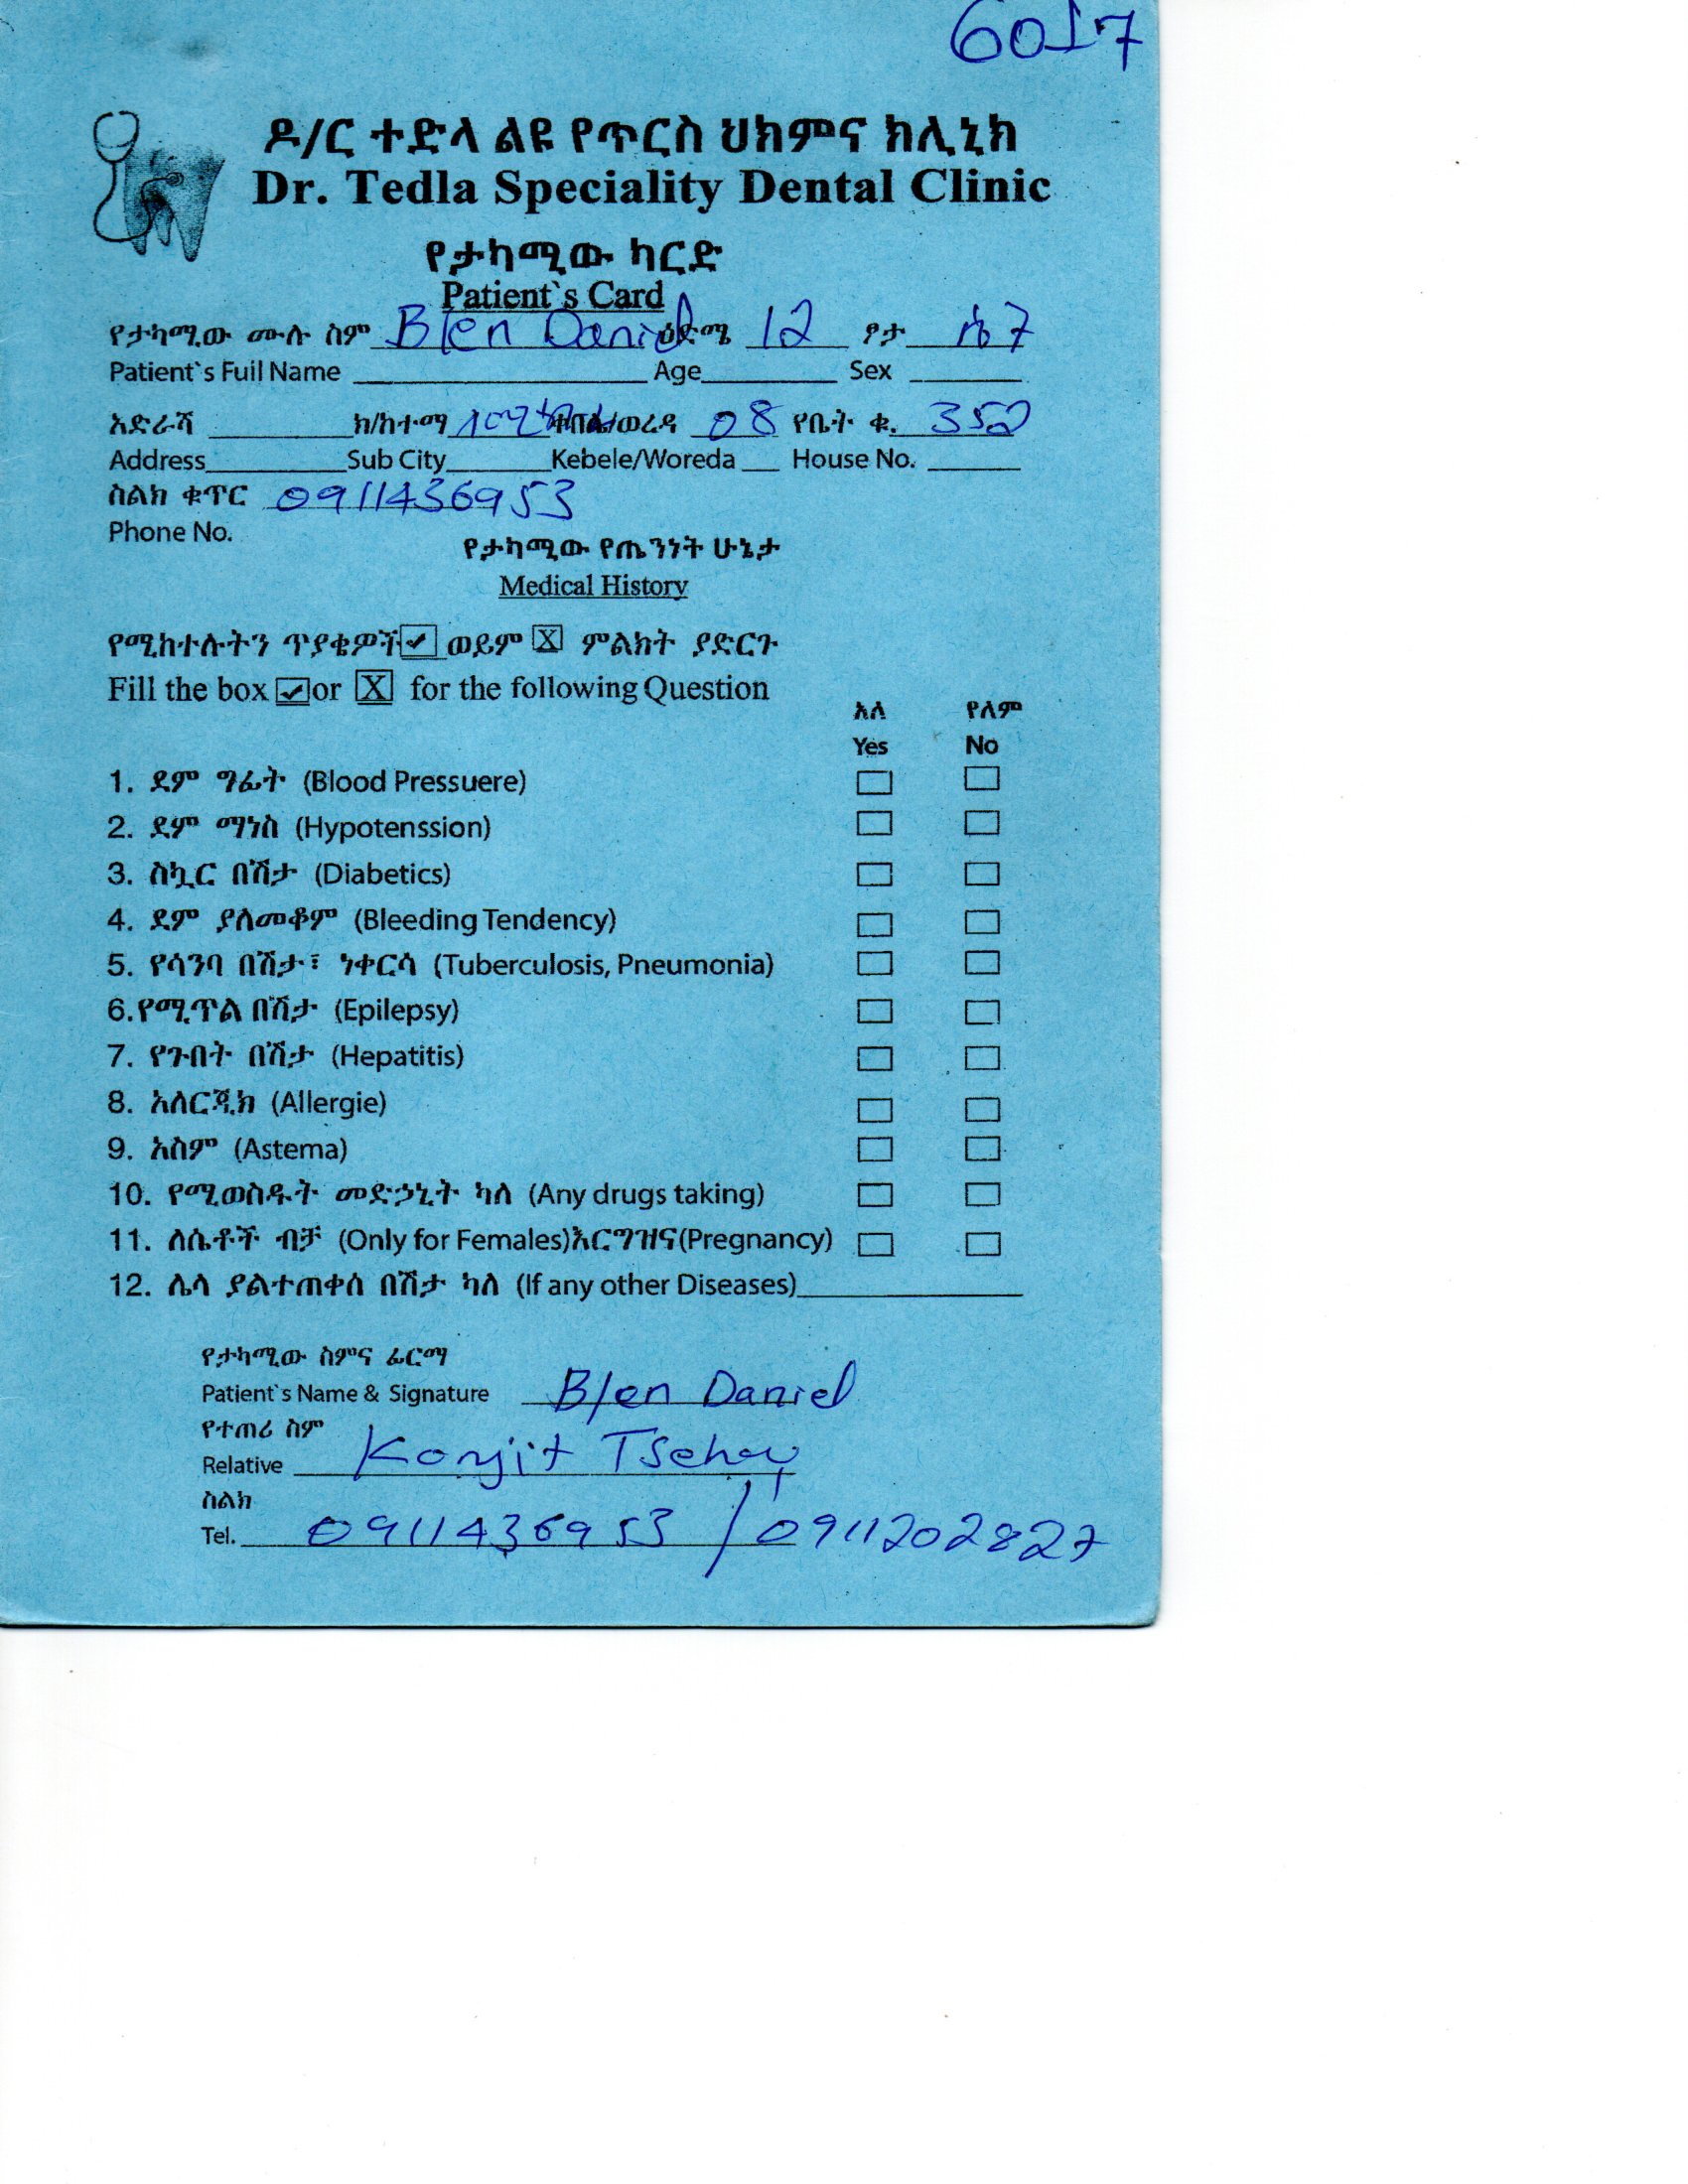 6017
ዶ/ር ተድላ ልዩ የጥርስ ህክምና ክሊኒክ
Dr. Tedla Speciality Dental Clinic
የታካሚው ካርድ
Patient`s Card
የታካሚው ሙሉ ስም Blen Daniel ዕድሜ 12 ፆታ ሴት
Patient`s Fuil Name Age Sex
አድራሻ ክ/ከተማ ቀበሌ/ወረዳ 08 የቤት ቁ. 352
Address Sub City Kebele/Woreda House No.
ስልክ ቁጥር 0911436953
Phone No.
የታካሚው የጤንነት ሁኔታ
Medical History
የሚከተሉትን ጥያቄዎች ✓ ወይም X ምልክት ያድርጉ
Fill the box ✓ or X for the following Question
አለ የለም
Yes No
1. ደም ግፊት (Blood Pressuere)
2. ደም ማነስ (Hypotenssion)
3. ስኳር በሽታ (Diabetics)
4. ደም ያለመቆም (Bleeding Tendency)
5. የሳንባ በሽታ፣ ነቀርሳ (Tuberculosis, Pneumonia)
6.የሚጥል በሽታ (Epilepsy)
7. የጉበት በሽታ (Hepatitis)
8. አለርጂክ (Allergie)
9. አስም (Astema)
10. የሚወስዱት መድኃኒት ካለ (Any drugs taking)
11. ለሴቶች ብቻ (Only for Females)እርግዝና(Pregnancy)
12. ሌላ ያልተጠቀሰ በሽታ ካለ (If any other Diseases)
የታካሚው ስምና ፊርማ
Patient`s Name & Signature Blen Daniel
የተጠሪ ስም
Relative Konjit Tsehay
ስልክ
Tel. 0911436953 / 0911202827